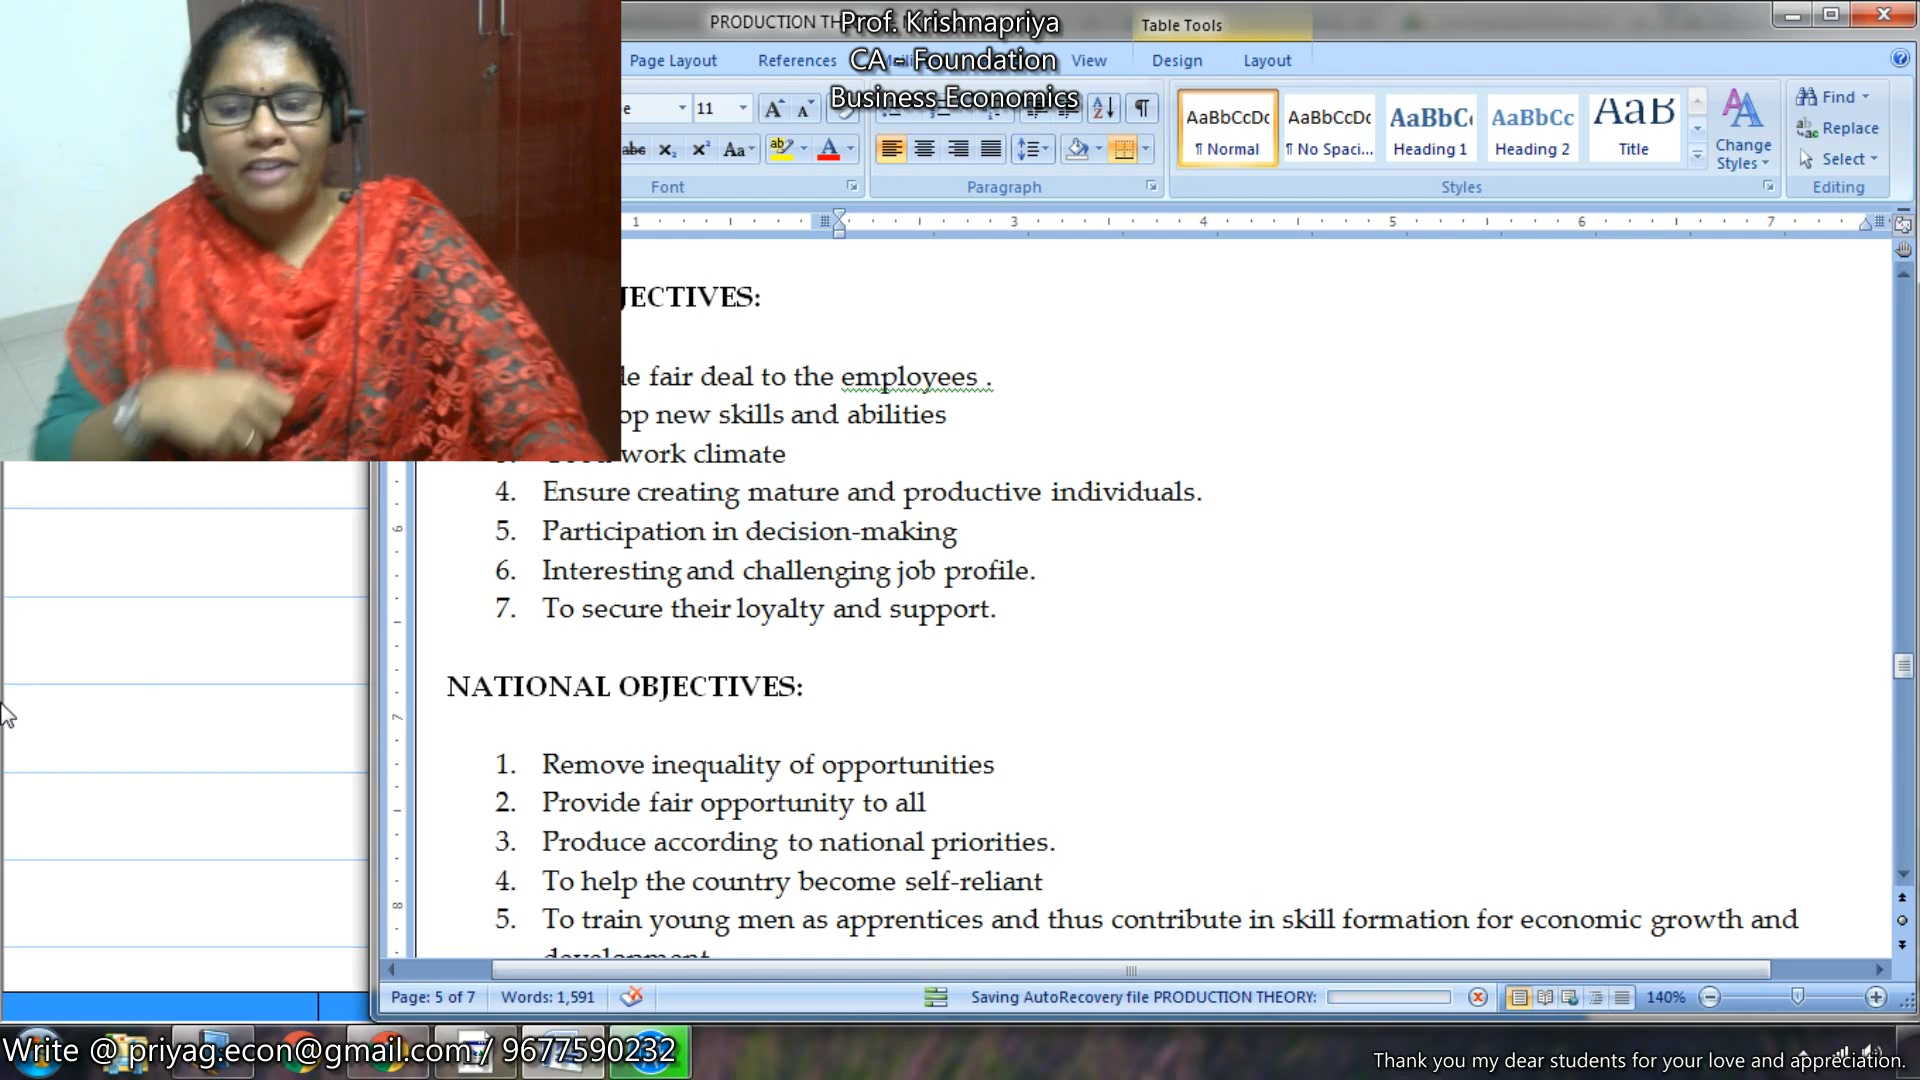 PRODUCTION TH
Prof. Krishnapriya
Table Tools
Page Layout
References
CA - Foundation
View
Design
Layout
Business Economics
11
AaBbCcDc
AaBbCcDc
AaBbC
AaBbCc
AaB
¶ Normal
¶ No Spaci...
Heading 1
Heading 2
Title
Change
Styles
Find
Replace
Select
Font
Paragraph
Styles
Editing
1 3 4 5 6 7
JECTIVES:
fair deal to the employees .
op new skills and abilities
work climate
4. Ensure creating mature and productive individuals.
5. Participation in decision-making
6. Interesting and challenging job profile.
7. To secure their loyalty and support.
NATIONAL OBJECTIVES:
1. Remove inequality of opportunities
2. Provide fair opportunity to all
3. Produce according to national priorities.
4. To help the country become self-reliant
5. To train young men as apprentices and thus contribute in skill formation for economic growth and
development
Page: 5 of 7
Words: 1,591
Saving AutoRecovery file PRODUCTION THEORY:
140%
Write @ priyag.econ@gmail.com / 9677590232
Thank you my dear students for your love and appreciation.